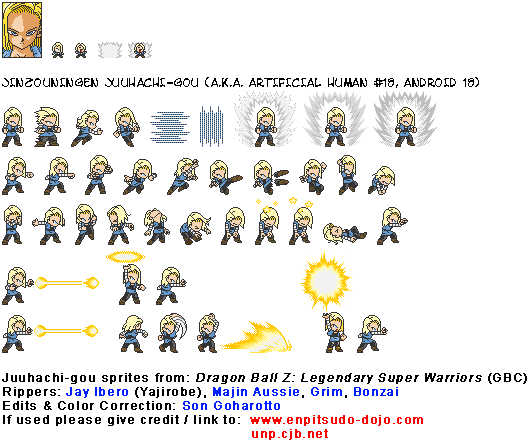 JINZOUNINGEN JUUHACHI-GOU (A.K.A. ARTIFICIAL HUMAN #18, ANDROID 18)
Juuhachi-gou sprites from: Dragon Ball Z: Legendary Super Warriors (GBC)
Rippers: Jay Ibero (Yajirobe), Majin Aussie, Grim, Bonzai
Edits & Color Correction: Son Goharotto
If used please give credit / link to: www.enpitsudo-dojo.com
unp.cjb.net